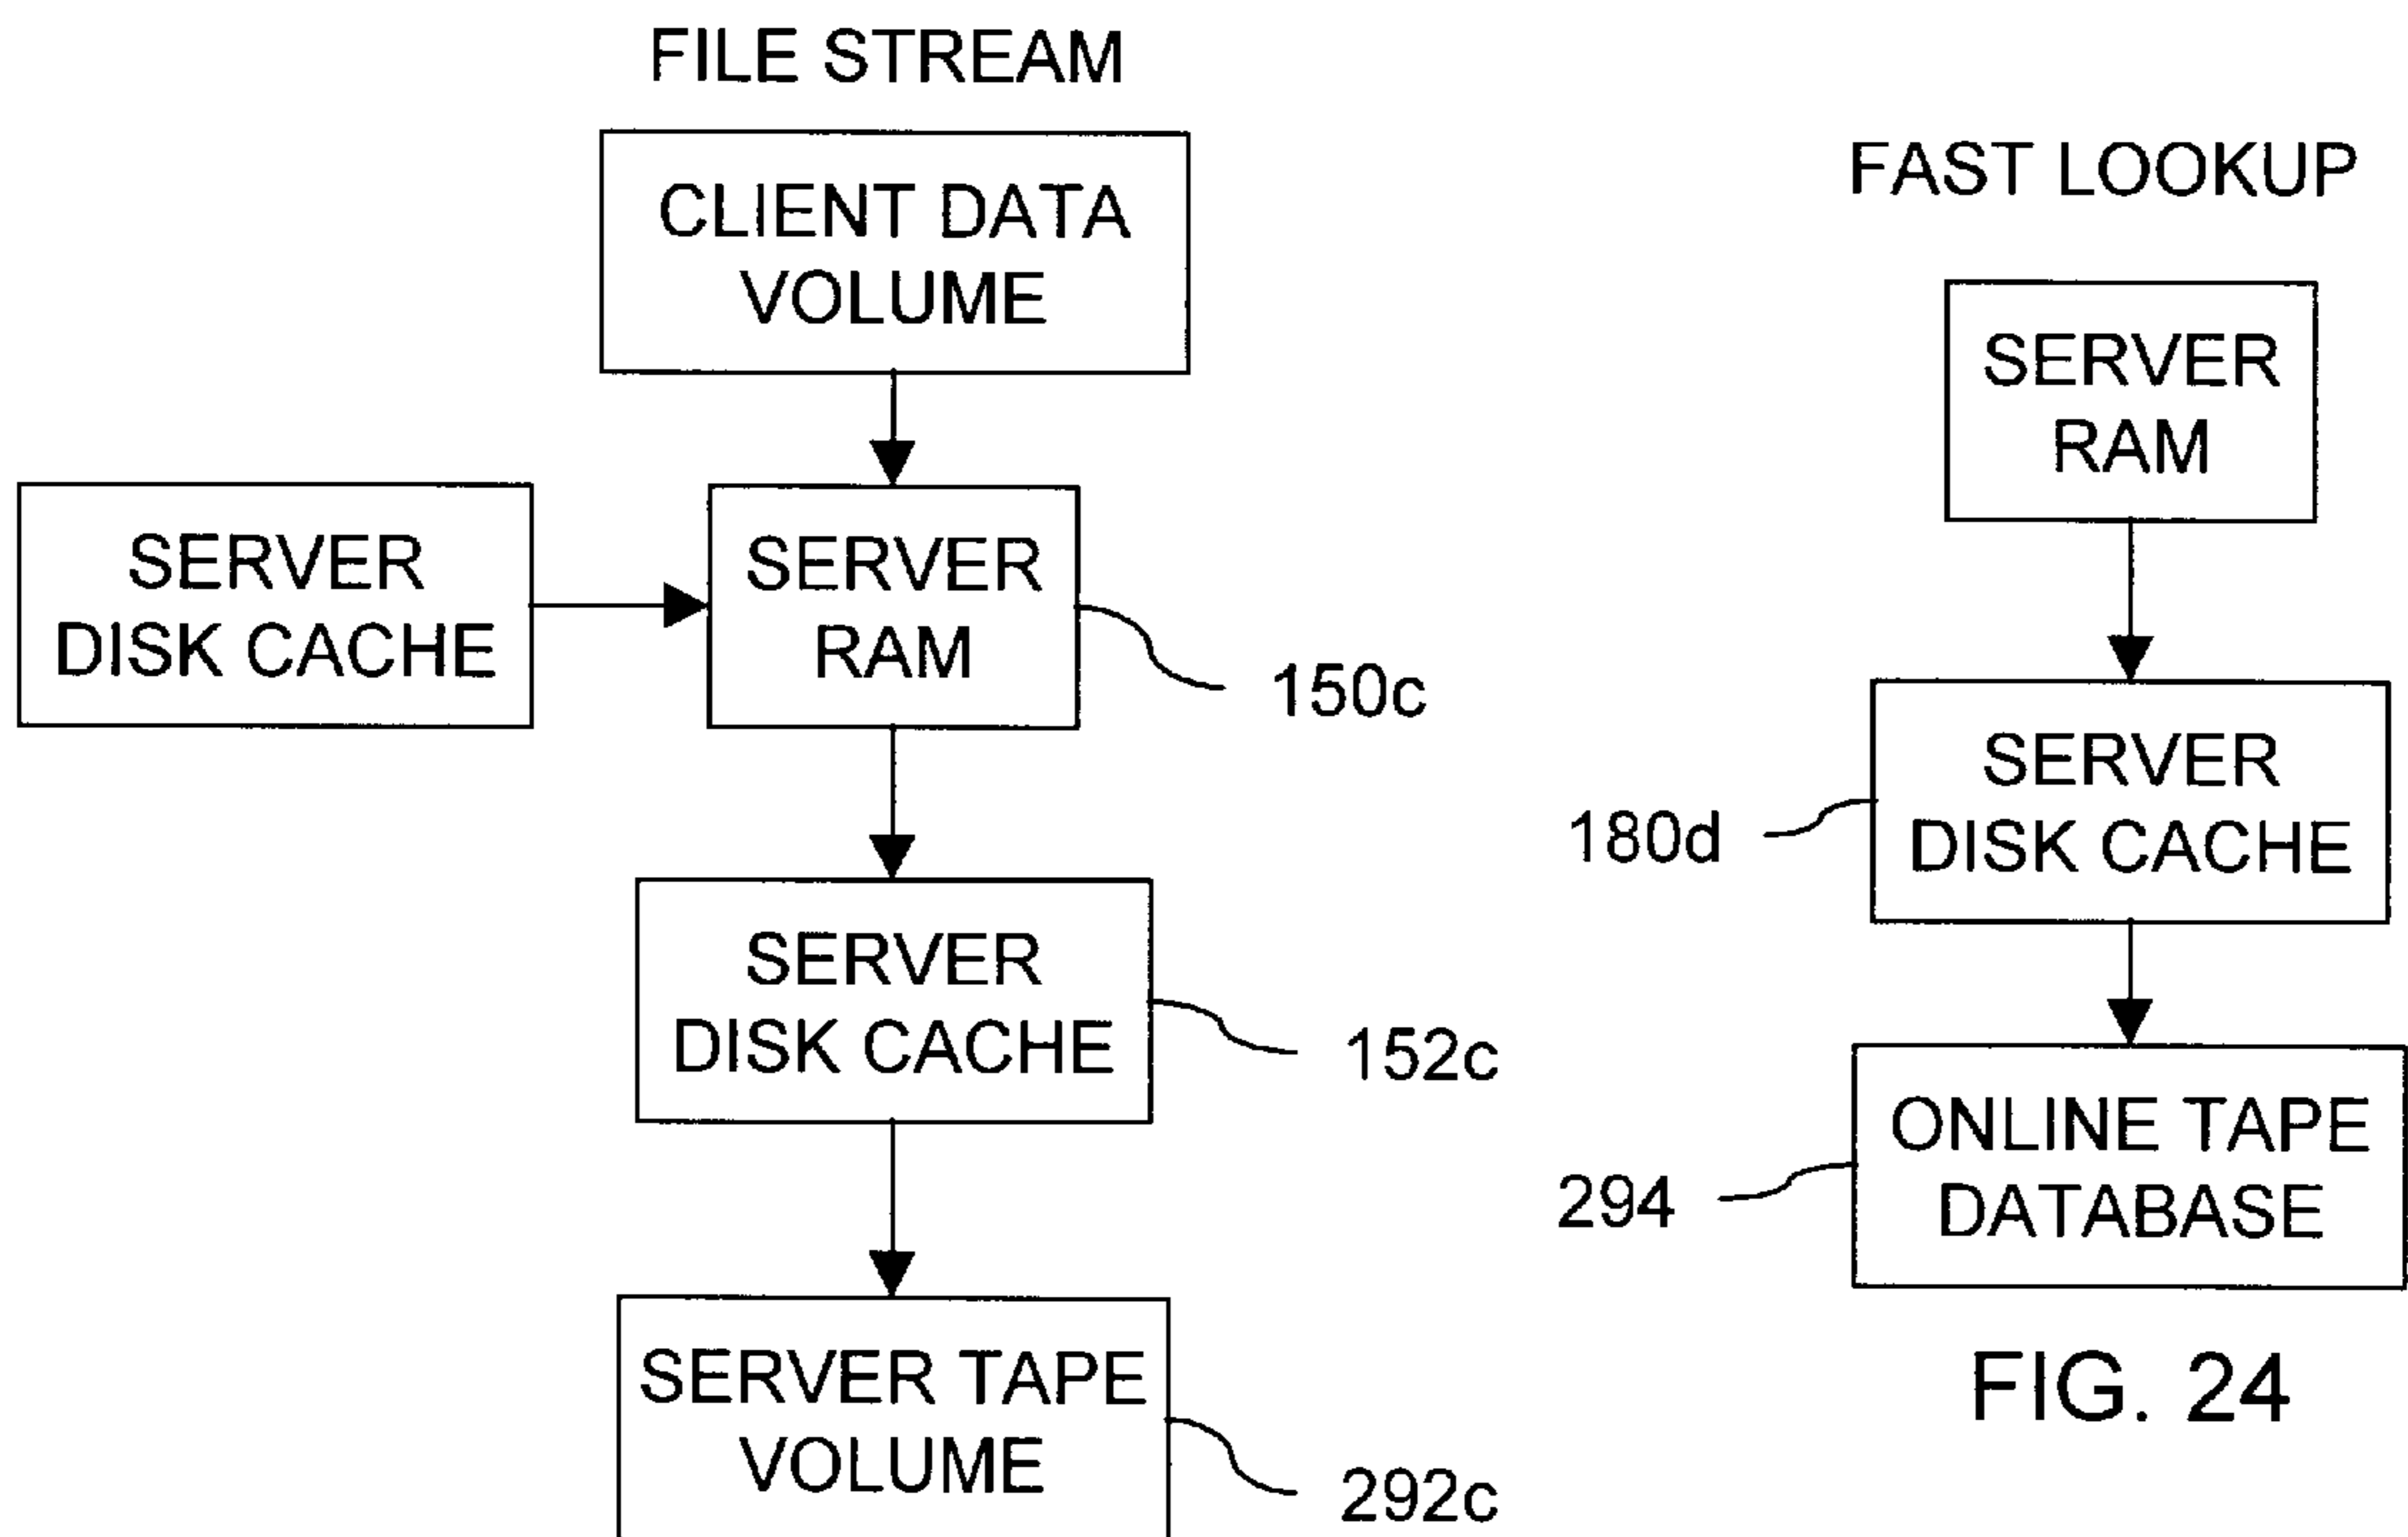 FILE STREAM
CLIENT DATA
VOLUME
SERVER
DISK CACHE
SERVER
RAM
150c
SERVER
DISK CACHE
152c
SERVER TAPE
VOLUME
292c
FAST LOOKUP
SERVER
RAM
SERVER
DISK CACHE
180d
ONLINE TAPE
DATABASE
294
FIG. 24